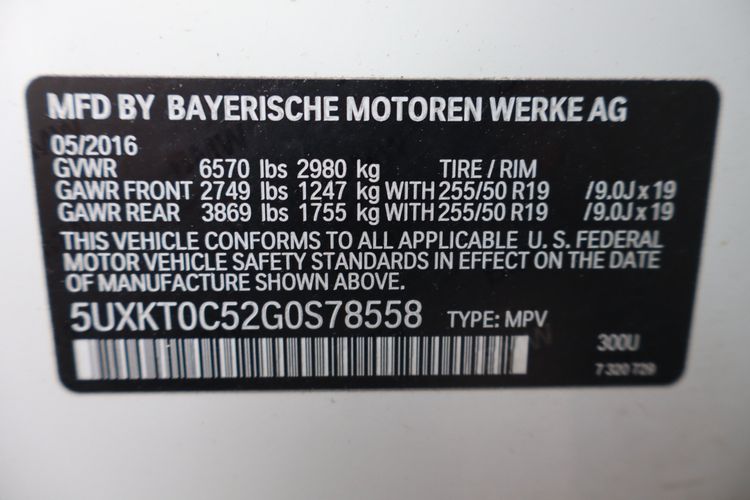 MFD BY BAYERISCHE MOTOREN WERKE AG
05/2016
GVWR 6570 lbs 2980 kg TIRE / RIM
GAWR FRONT 2749 lbs 1247 kg WITH 255/50 R19 /9.0J x 19
GAWR REAR 3869 lbs 1755 kg WITH 255/50 R19 /9.0J x 19
THIS VEHICLE CONFORMS TO ALL APPLICABLE U. S. FEDERAL
MOTOR VEHICLE SAFETY STANDARDS IN EFFECT ON THE DATE
OF MANUFACTURE SHOWN ABOVE.
5UXKT0C52G0S78558 TYPE: MPV
300U
7 320 729